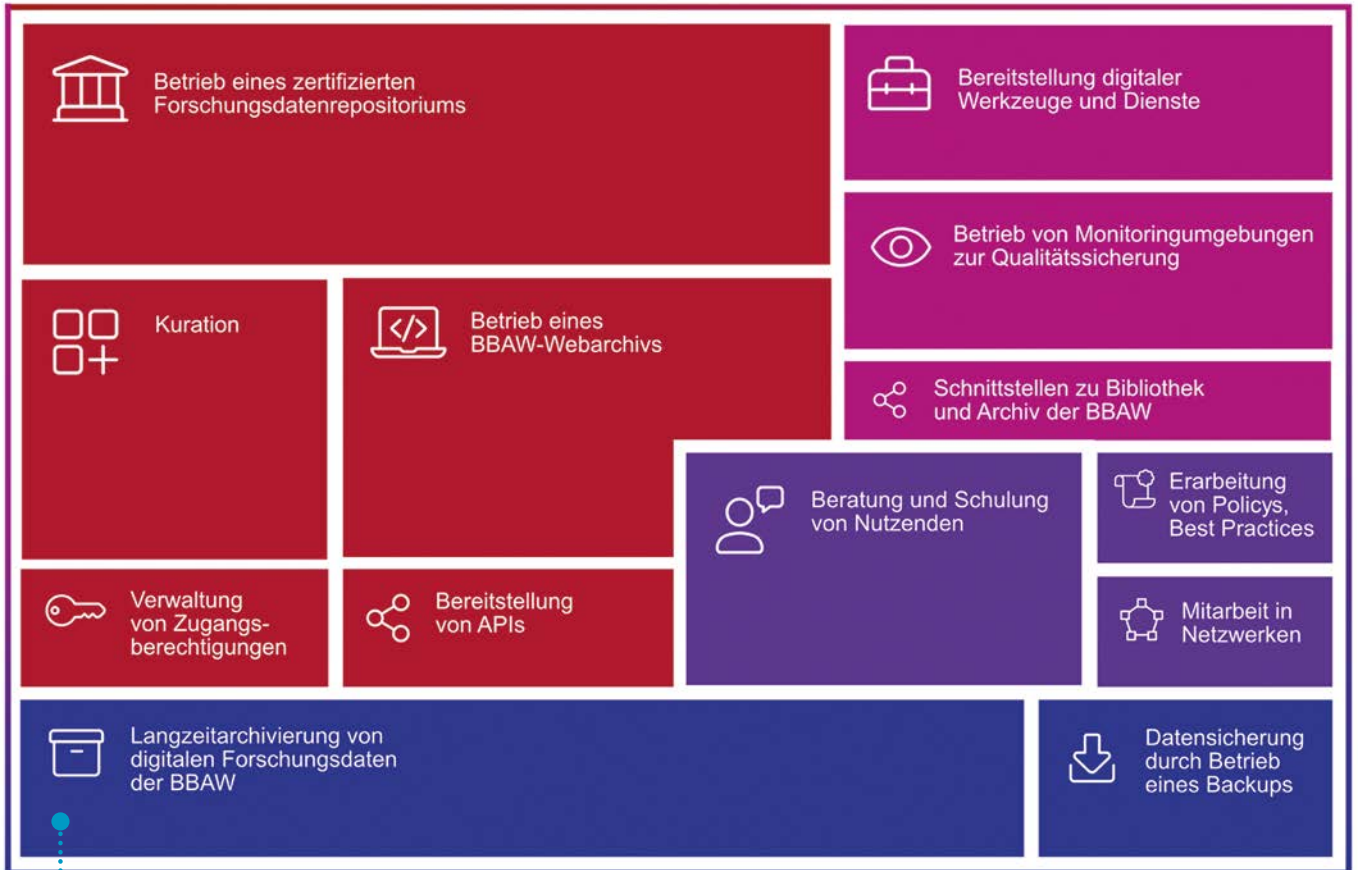 Betrieb eines zertifizierten
Forschungsdatenrepositoriums
Bereitstellung digitaler
Werkzeuge und Dienste
Betrieb von Monitoringumgebungen
zur Qualitätssicherung
Kuration
Betrieb eines
BBAW-Webarchivs
Schnittstellen zu Bibliothek
und Archiv der BBAW
Beratung und Schulung
von Nutzenden
Erarbeitung
von Policys,
Best Practices
Verwaltung
von Zugangs-
berechtigungen
Bereitstellung
von APIs
Mitarbeit in
Netzwerken
Langzeitarchivierung von
digitalen Forschungsdaten
der BBAW
Datensicherung
durch Betrieb
eines Backups